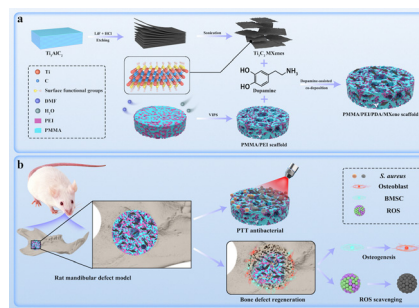 a
Ti3AlC2
LiF + HCl
Etching
Sonication
Ti3C2 MXenes
Ti
C
Surface functional groups
DMF
H2O
PEI
PMMA
Dopamine
Dopamine-assisted
co-deposition
VIPS
PMMA/PEI scaffold
PMMA/PEI/PDA/MXene scaffold
b
Rat mandibular defect model
PTT antibacterial
Bone defect regeneration
S. aureus
Osteoblast
BMSC
ROS
Osteogenesis
ROS scavenging